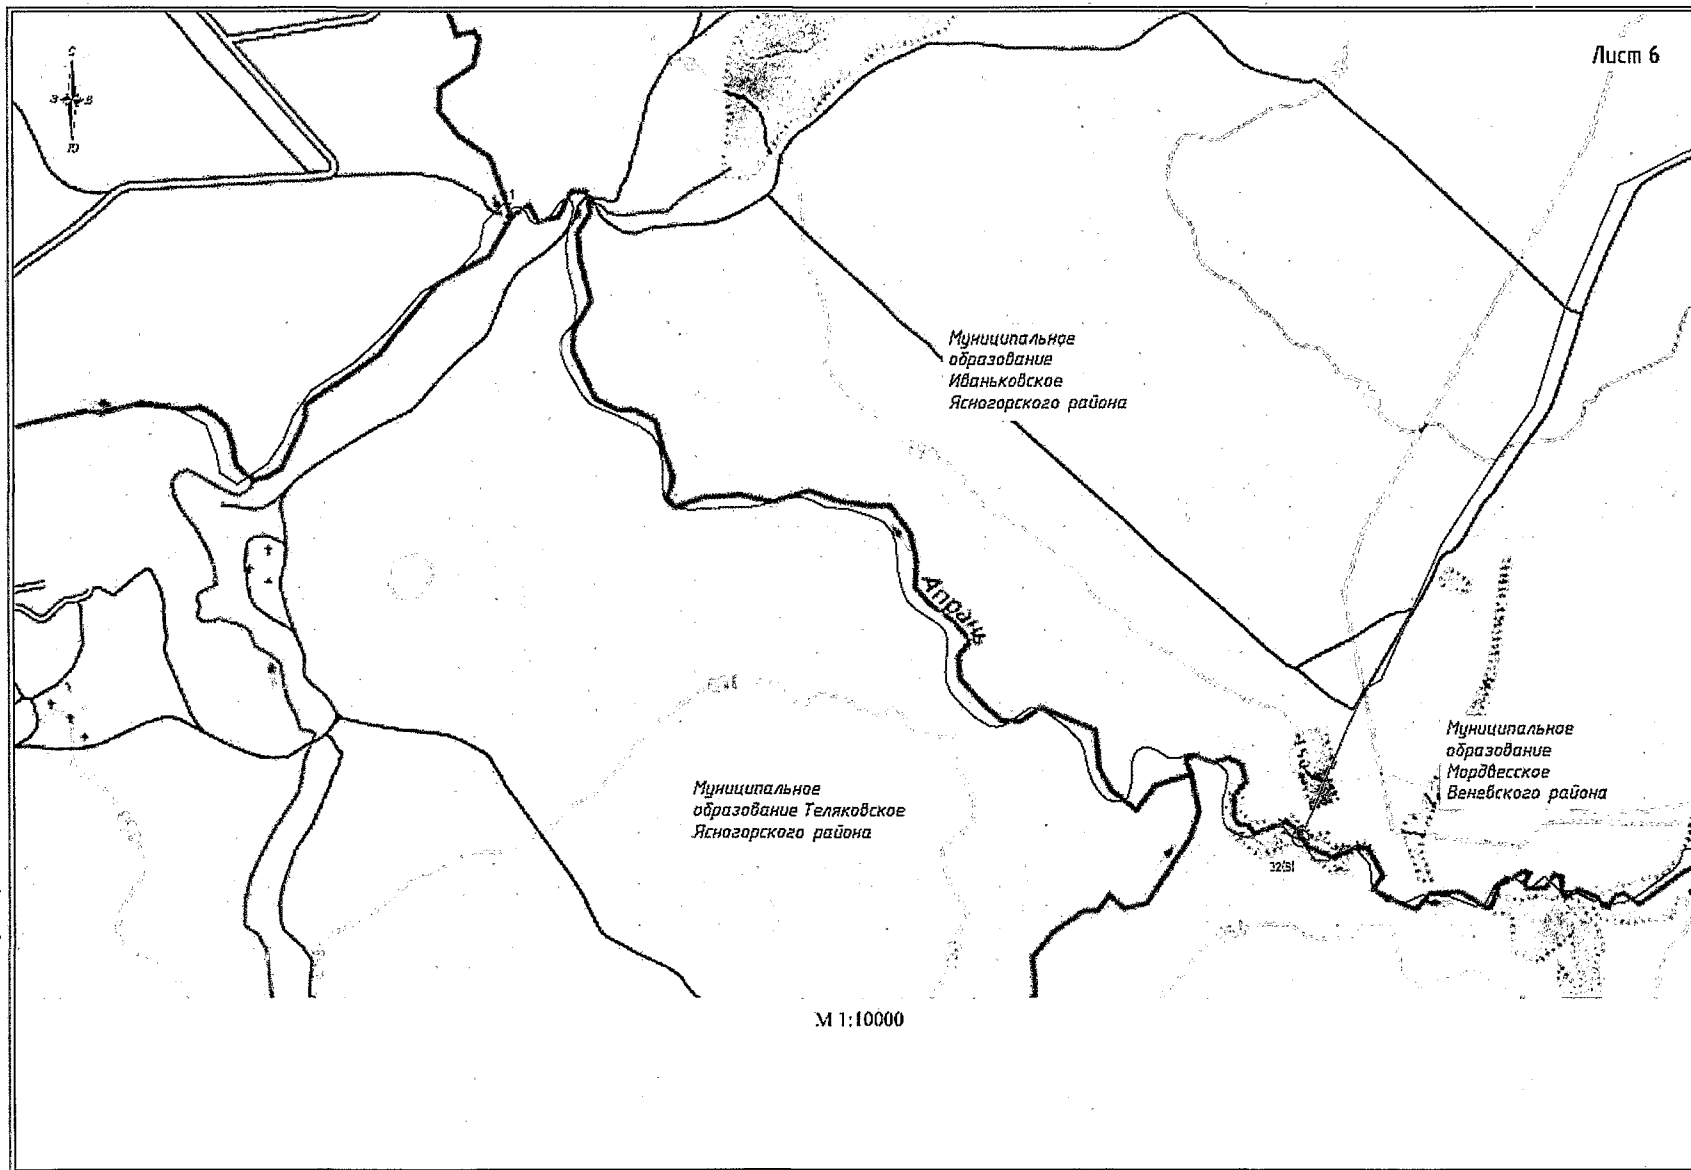 Лист 6
С
З
В
Ю
1
Муниципальное
образование
Иваньковское
Ясногорского района
Апрань
Муниципальное
образование
Мордвесское
Веневского района
Муниципальное
образование Теляковское
Ясногорского района
М 1:10000